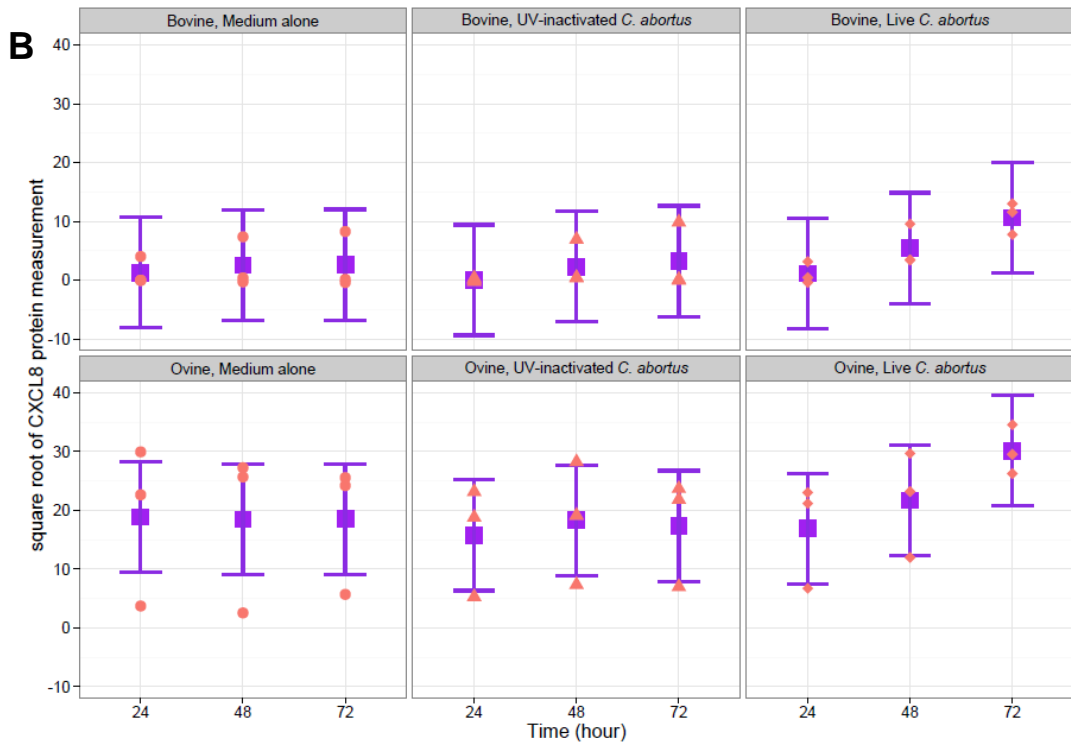 B
Bovine, Medium alone
Bovine, UV-inactivated C. abortus
Bovine, Live C. abortus
40
30
20
10
0
-10
square root of CXCL8 protein measurement
Ovine, Medium alone
Ovine, UV-inactivated C. abortus
Ovine, Live C. abortus
40
30
20
10
0
-10
24
48
72
24
48
72
24
48
72
Time (hour)